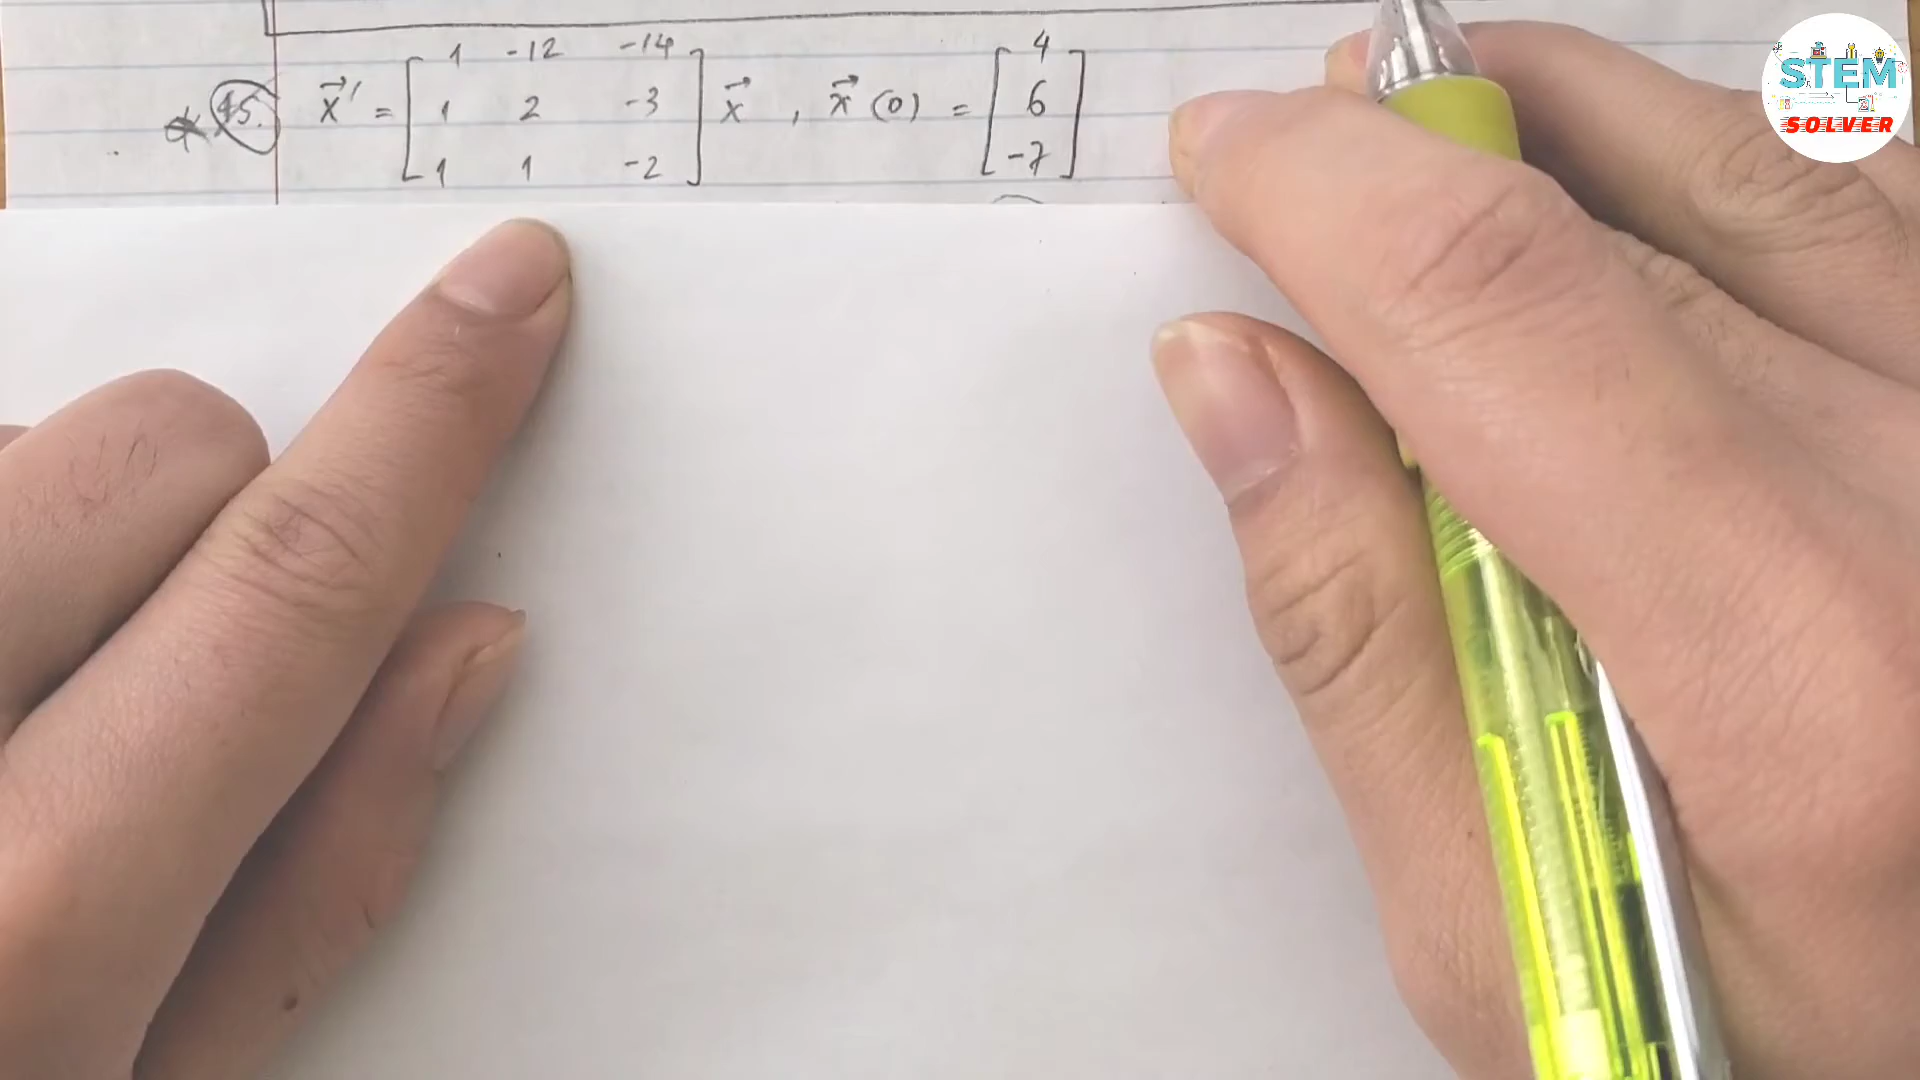 45. x⃗' = [ 1 -12 -14 ; 1 2 -3 ; 1 1 -2 ] x⃗ , x⃗(0) = [ 4 ; 6 ; -7 ]
STEM
SOLVER